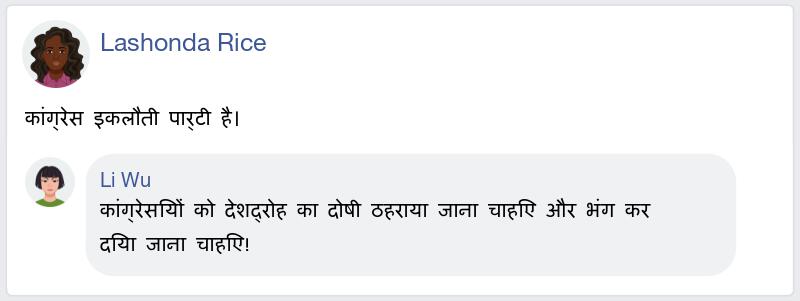 Lashonda Rice
कांग्रेस इकलौती पार्टी है।
Li Wu
कांग्रेसियों को देशद्रोह का दोषी ठहराया जाना चाहिए और भंग कर
दिया जाना चाहिए!